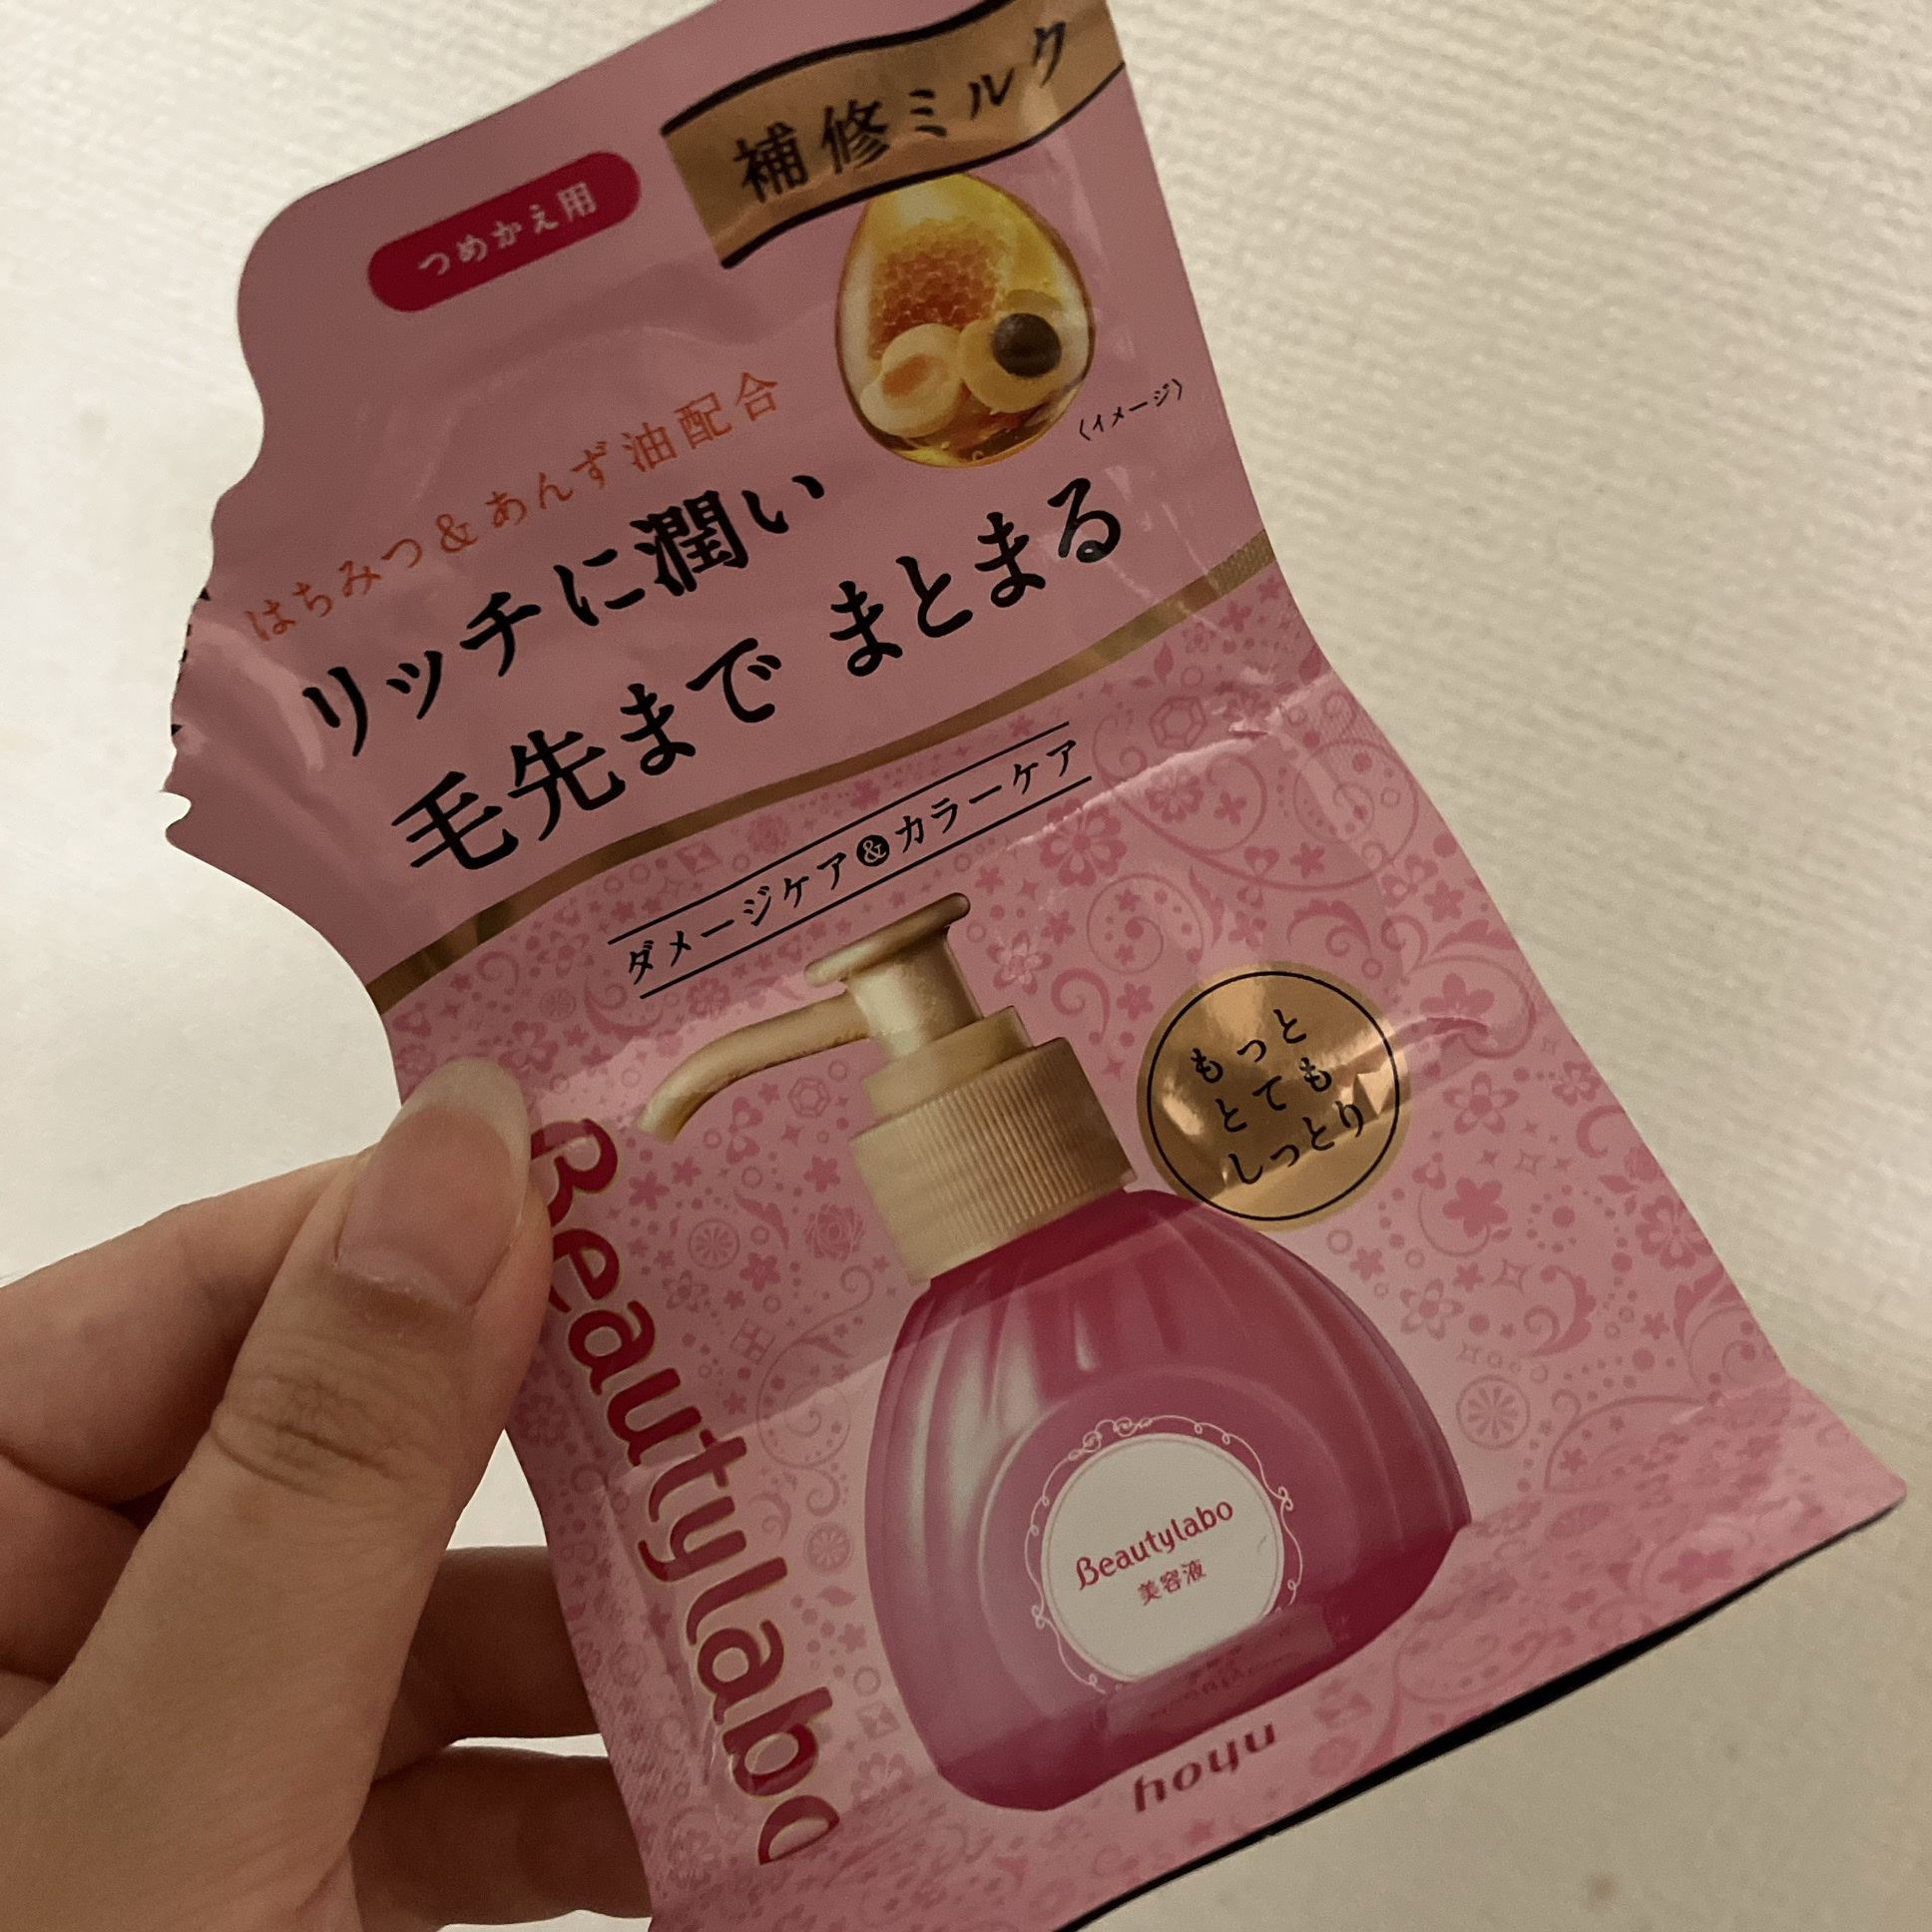 補修ミルク
つめかえ用
〈イメージ〉
はちみつ&あんず油配合
リッチに潤い
毛先まで まとまる
ダメージケア&カラーケア
もっと
とても
しっとり
Beautylabo
Beautylabo
美容液
hoyu